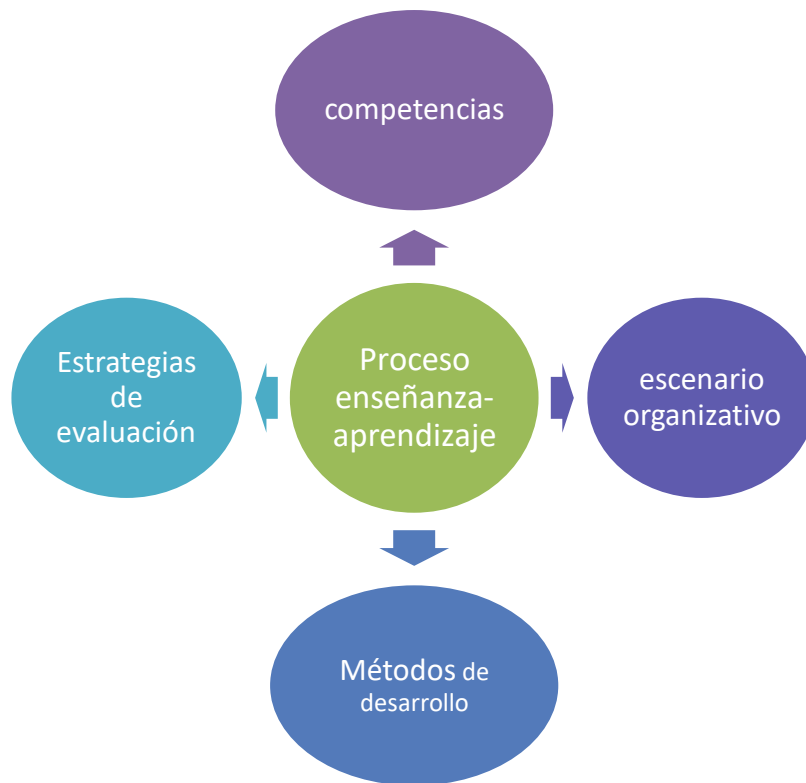 competencias
Estrategias
de
evaluación
Proceso
enseñanza-
aprendizaje
escenario
organizativo
Métodos de
desarrollo